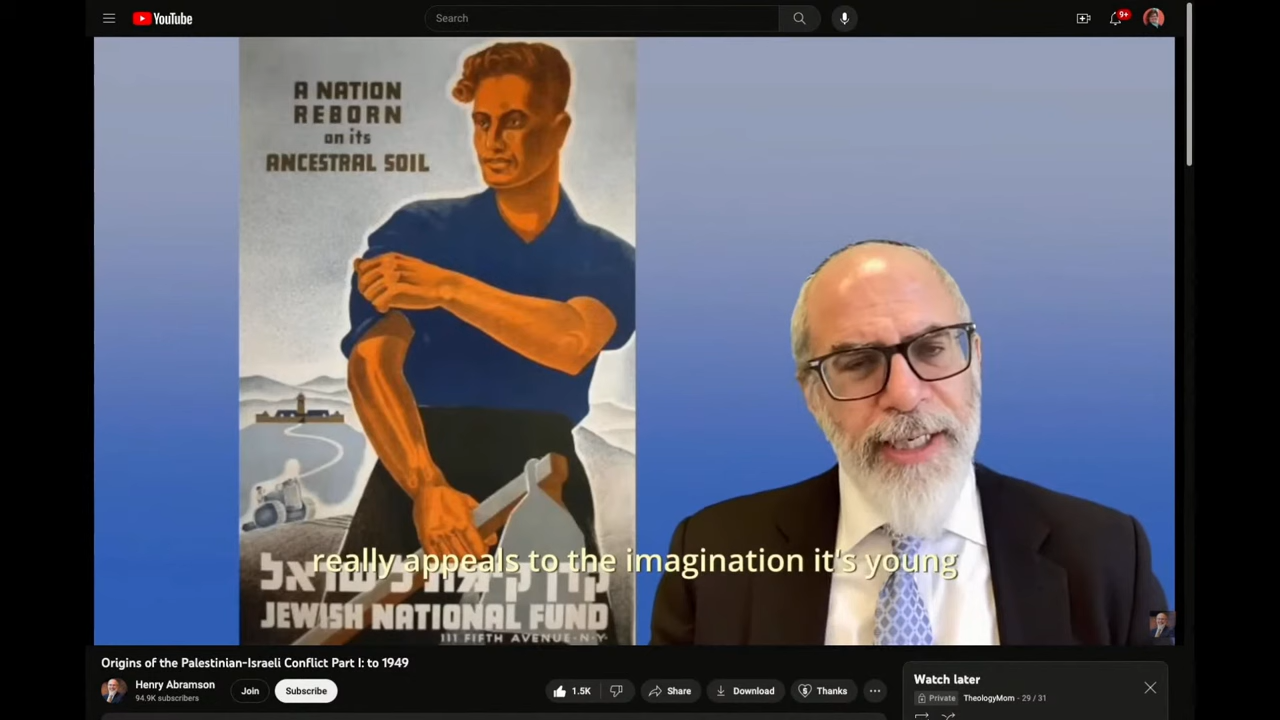 YouTube
Search
9+
A NATION
REBORN
on its
ANCESTRAL SOIL
really appeals to the imagination it's young
קרן קימת לישראל
JEWISH NATIONAL FUND
111 FIFTH AVENUE-N-Y-
Origins of the Palestinian-Israeli Conflict Part I: to 1949
Henry Abramson
94.9K subscribers
Join
Subscribe
1.5K
Share
Download
Thanks
Watch later
Private
TheologyMom - 29 / 31